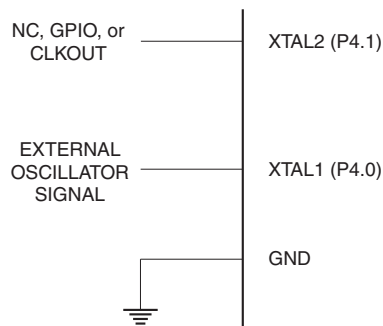 NC, GPIO, or
CLKOUT
XTAL2 (P4.1)
EXTERNAL
OSCILLATOR
SIGNAL
XTAL1 (P4.0)
GND